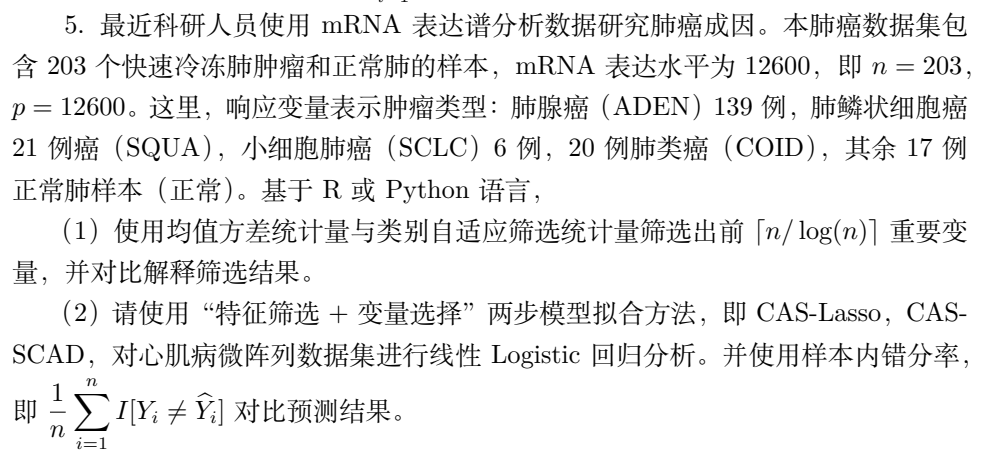 5. 最近科研人员使用 mRNA 表达谱分析数据研究肺癌成因。本肺癌数据集包
含 203 个快速冷冻肺肿瘤和正常肺的样本，mRNA 表达水平为 12600，即 n = 203，
p = 12600。这里，响应变量表示肿瘤类型：肺腺癌（ADEN）139 例，肺鳞状细胞癌
21 例癌（SQUA），小细胞肺癌（SCLC）6 例，20 例肺类癌（COID），其余 17 例
正常肺样本（正常）。基于 R 或 Python 语言，
（1）使用均值方差统计量与类别自适应筛选统计量筛选出前 ⌈n/ log(n)⌉ 重要变
量，并对比解释筛选结果。
（2）请使用“特征筛选 + 变量选择”两步模型拟合方法，即 CAS-Lasso，CAS-
SCAD，对心肌病微阵列数据集进行线性 Logistic 回归分析。并使用样本内错分率，
即 $\frac{1}{n}\sum_{i=1}^{n} I[Y_i \neq \widehat{Y}_i]$ 对比预测结果。